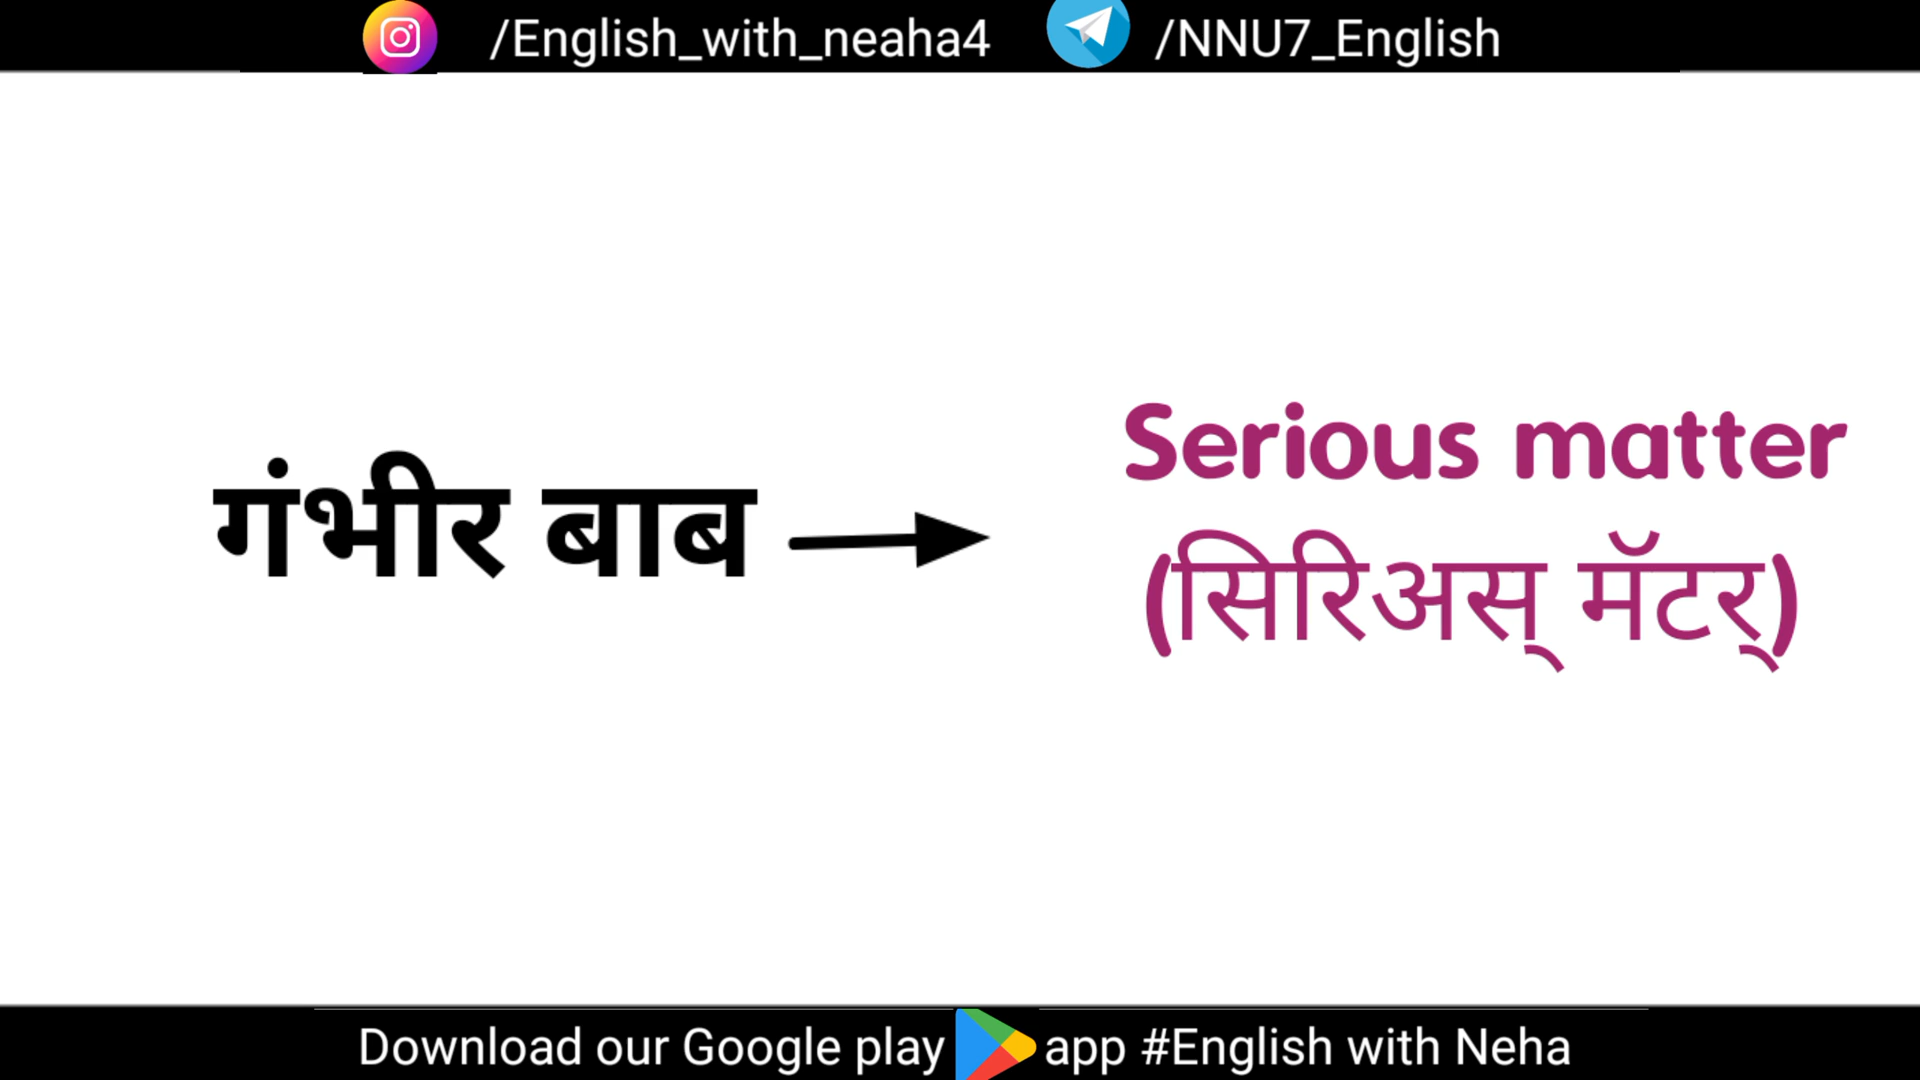 /English_with_neaha4 /NNU7_English
Serious matter
गंभीर बाब
(सिरिअस् मॅटर्)
Download our Google play app #English with Neha